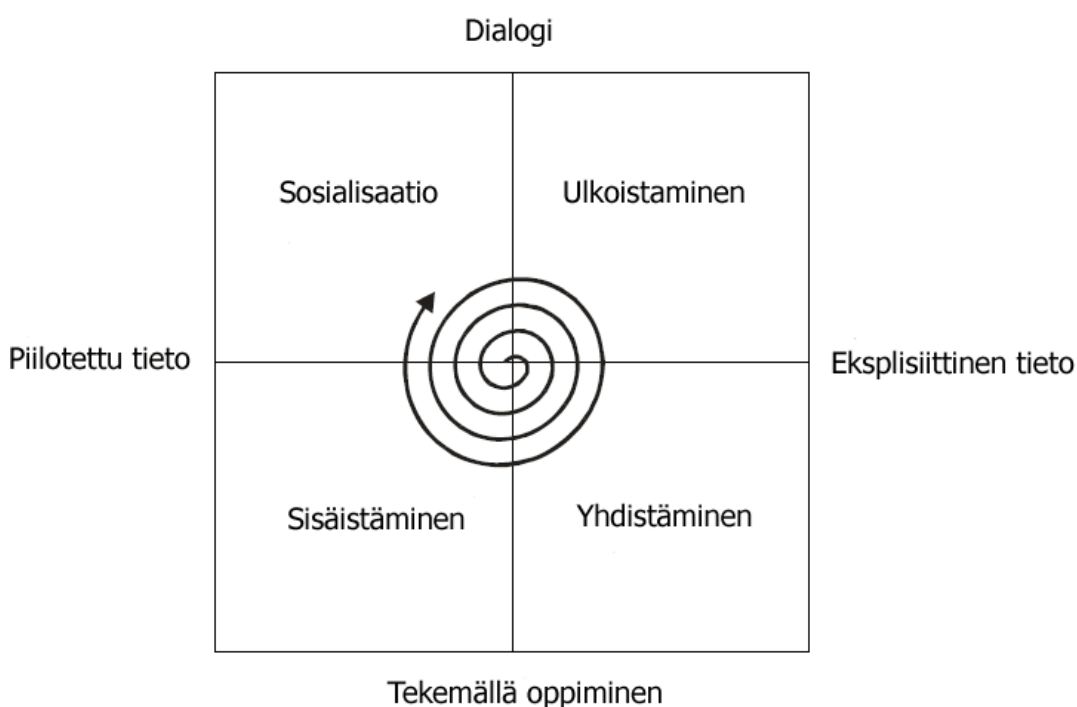 Dialogi
Sosialisaatio
Ulkoistaminen
Piilotettu tieto
Eksplisiittinen tieto
Sisäistäminen
Yhdistäminen
Tekemällä oppiminen